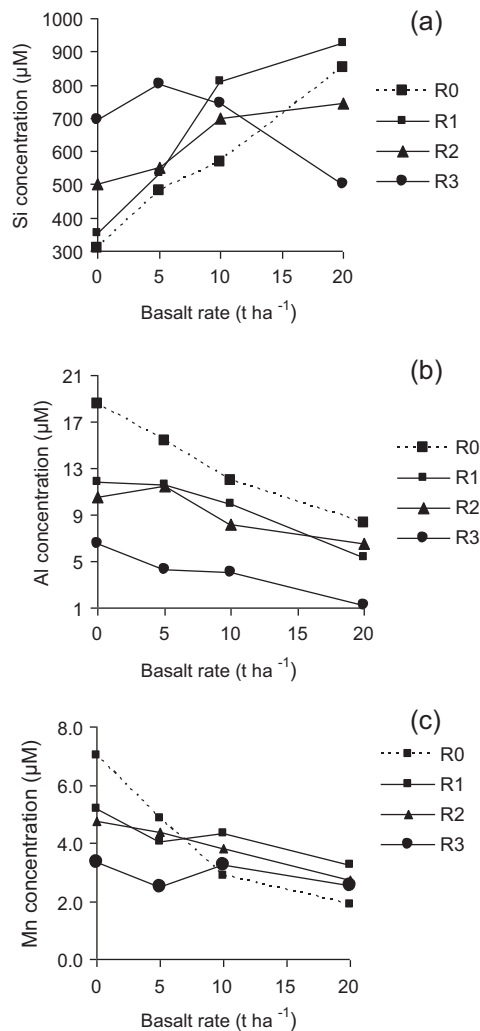 (a)
Si concentration (µM)
1000
900
800
700
600
500
400
300
0 5 10 15 20
Basalt rate (t ha -1)
R0
R1
R2
R3
(b)
Al concentration (µM)
21
17
13
9
5
1
0 5 10 15 20
Basalt rate (t ha -1)
R0
R1
R2
R3
(c)
Mn concentration (µM)
8.0
6.0
4.0
2.0
0.0
0 5 10 15 20
Basalt rate (t ha -1)
R0
R1
R2
R3